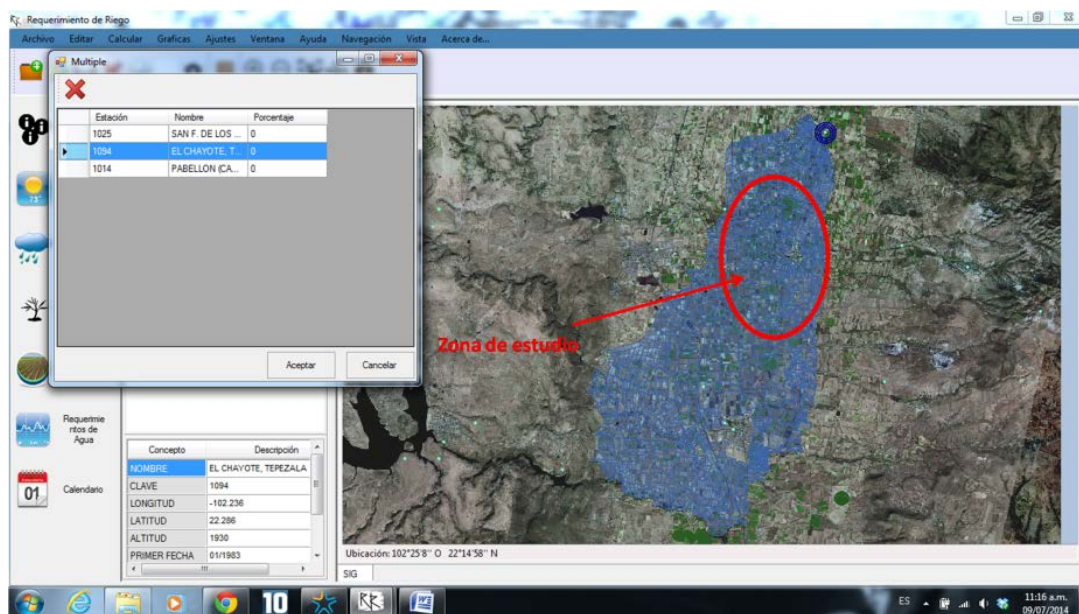 Requerimiento de Riego
Archivo Editar Calcular Graficas Ajustes Ventana Ayuda Navegación Vista Acerca de...
Multiple
Estación Nombre Porcentaje
1025 SAN F. DE LOS ... 0
1094 EL CHAYOTE, T... 0
1014 PABELLON (CA... 0
Aceptar Cancelar
Zona de estudio
73°
Requerimie
ntos de
Agua
01 Calendario
Concepto Descripción
NOMBRE EL CHAYOTE, TEPEZALA
CLAVE 1094
LONGITUD -102.236
LATITUD 22.286
ALTITUD 1930
PRIMER FECHA 01/1983
Ubicación: 102°25'8'' O 22°14'58'' N
SIG
10
ES 11:16 a.m.
09/07/2014